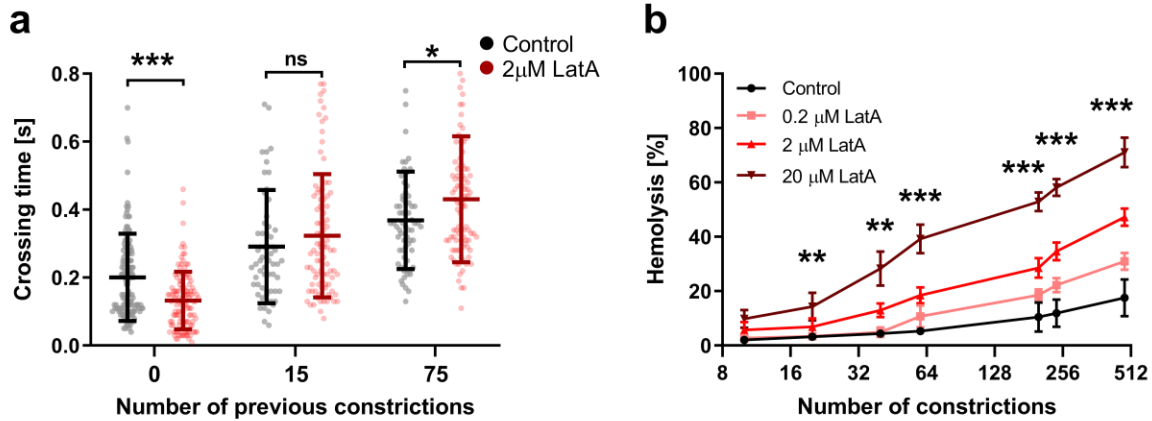 a
Control
2μM LatA
***
ns
*
Crossing time [s]
0.8
0.6
0.4
0.2
0.0
0
15
75
Number of previous constrictions
b
Control
0.2 μM LatA
2 μM LatA
20 μM LatA
**
**
***
***
***
***
Hemolysis [%]
100
80
60
40
20
0
8
16
32
64
128
256
512
Number of constrictions